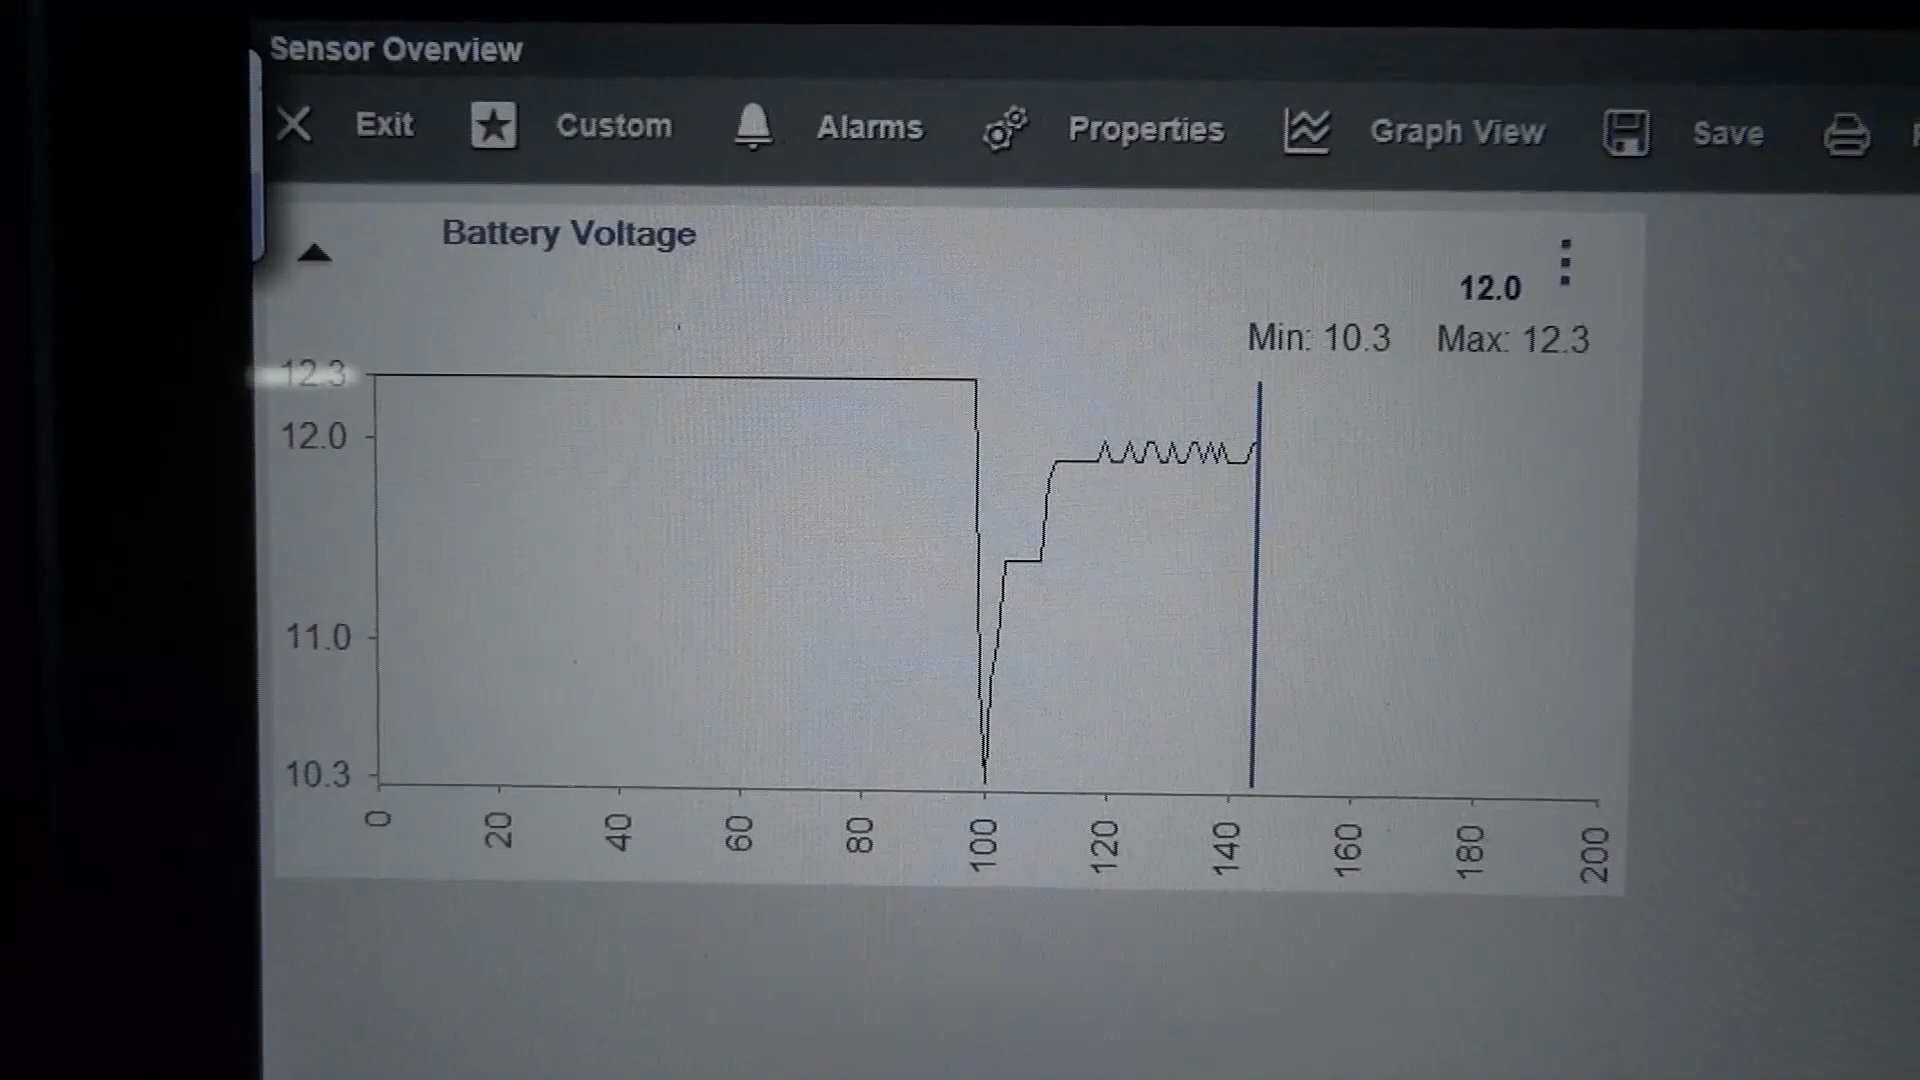 Sensor Overview
Exit Custom Alarms Properties Graph View Save
Battery Voltage
12.0
Min: 10.3 Max: 12.3
12.3
12.0
11.0
10.3
0 20 40 60 80 100 120 140 160 180 200